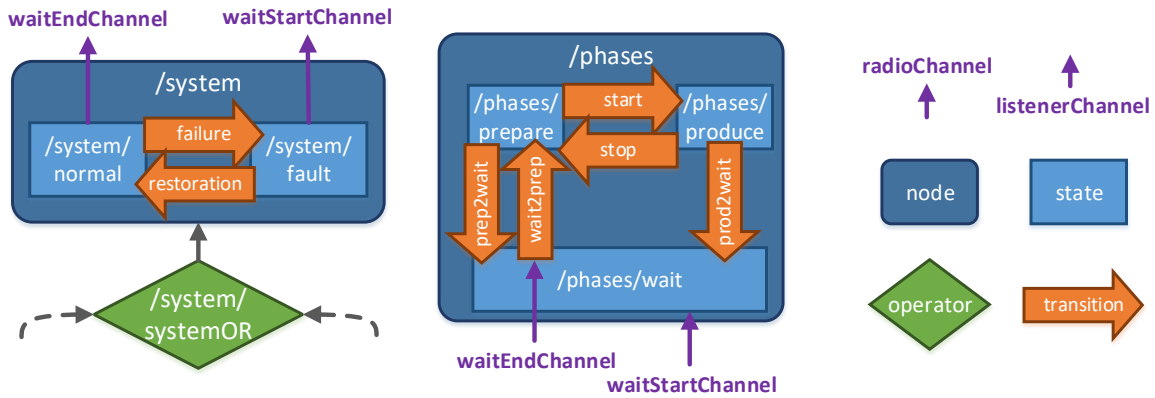 waitEndChannel
waitStartChannel
/system
/system/
normal
failure
restoration
/system/
fault
/system/
systemOR
/phases
/phases/
prepare
start
stop
/phases/
produce
prep2wait
wait2prep
prod2wait
/phases/wait
waitEndChannel
waitStartChannel
radioChannel
listenerChannel
node
state
operator
transition